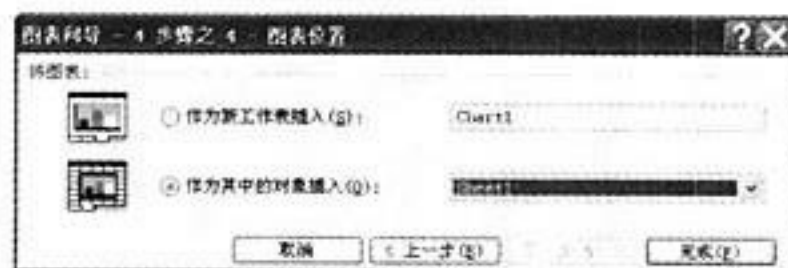 图表向导 - 4 步骤之 4 - 图表位置
将图表:
作为新工作表插入(S): Chart1
作为其中的对象插入(O):
取消 < 上一步(B) 完成(F)